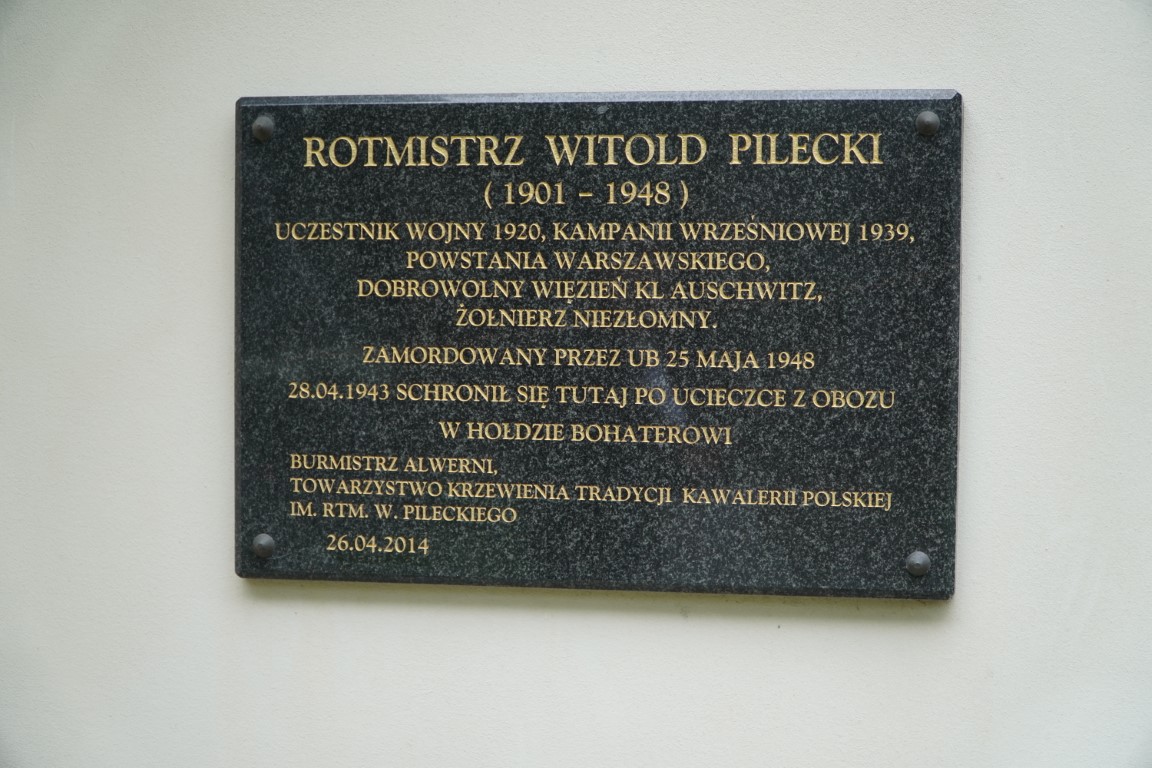 ROTMISTRZ WITOLD PILECKI
( 1901 – 1948 )
UCZESTNIK WOJNY 1920, KAMPANII WRZEŚNIOWEJ 1939,
POWSTANIA WARSZAWSKIEGO,
DOBROWOLNY WIĘZIEŃ KL AUSCHWITZ,
ŻOŁNIERZ NIEZŁOMNY.
ZAMORDOWANY PRZEZ UB 25 MAJA 1948
28.04.1943 SCHRONIŁ SIĘ TUTAJ PO UCIECZCE Z OBOZU
W HOŁDZIE BOHATEROWI
BURMISTRZ ALWERNI,
TOWARZYSTWO KRZEWIENIA TRADYCJI KAWALERII POLSKIEJ
IM. RTM. W. PILECKIEGO
26.04.2014